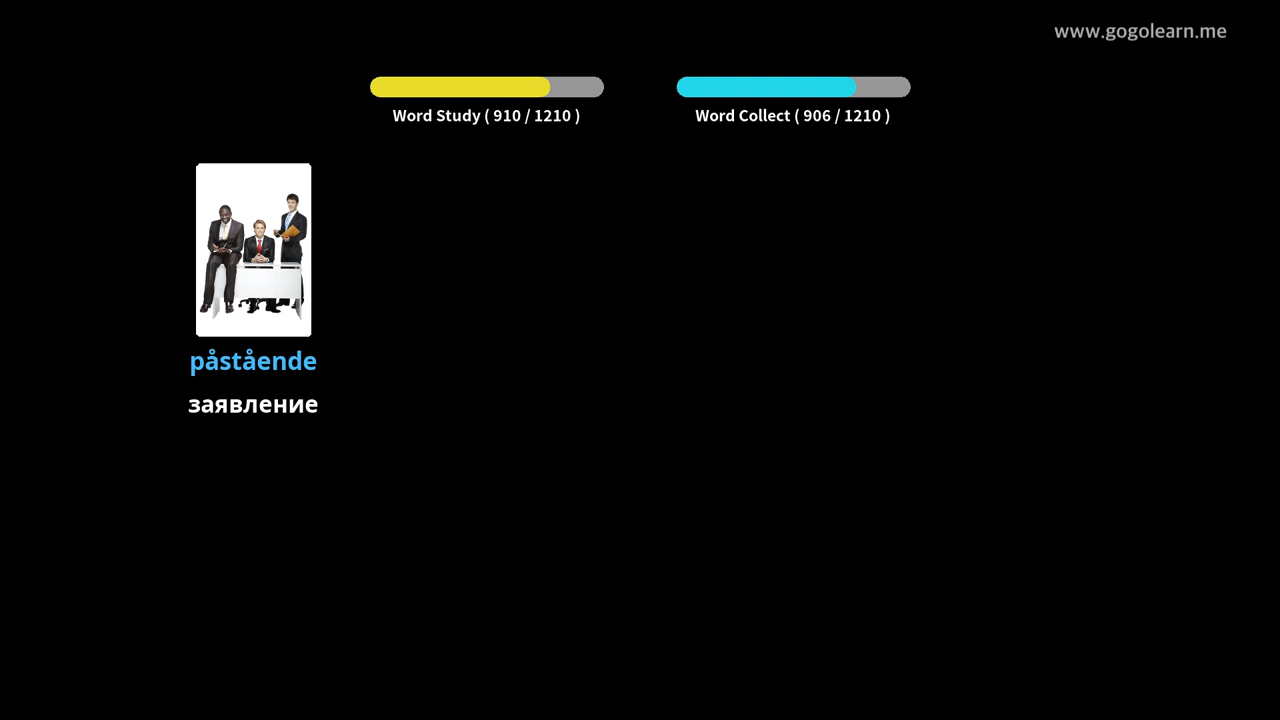 www.gogolearn.me
Word Study ( 910 / 1210 )
Word Collect ( 906 / 1210 )
påstående
заявление